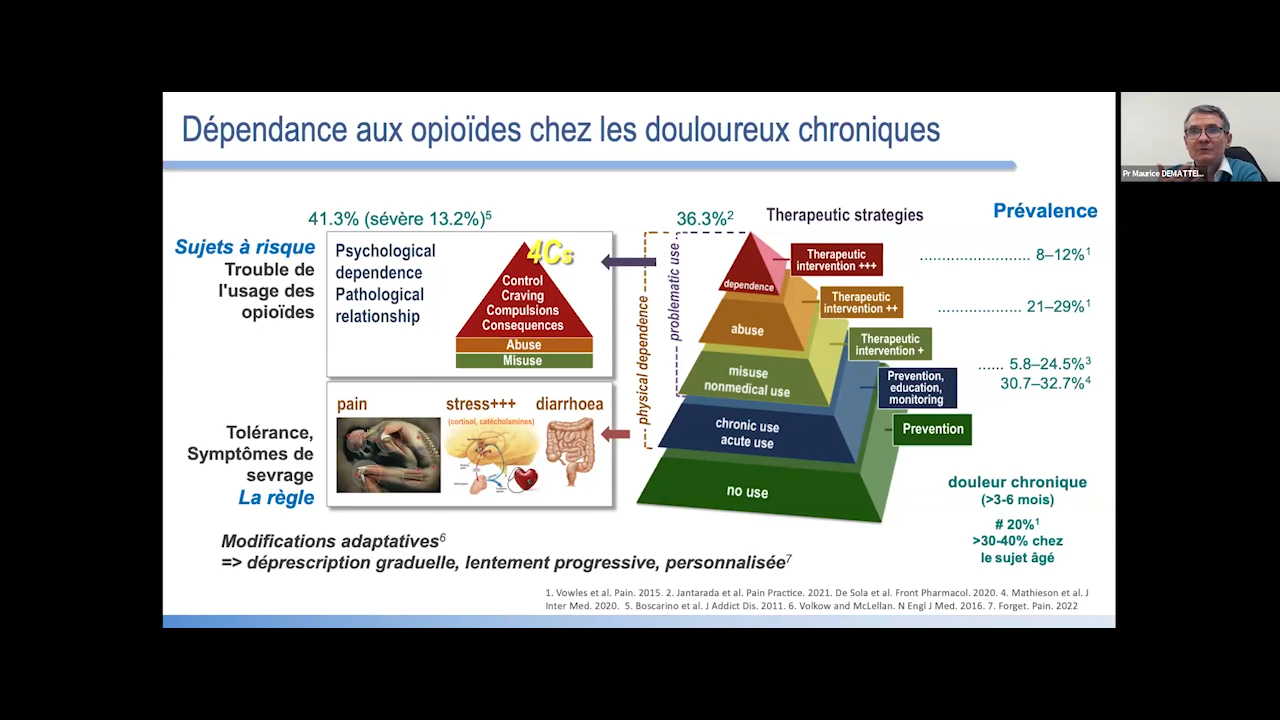 Dépendance aux opioïdes chez les douloureux chroniques
Pr Maurice DEMATTEI...
41.3% (sévère 13.2%)5
36.3%2
Therapeutic strategies
Prévalence
Sujets à risque
Trouble de
l'usage des
opioïdes
Psychological
dependence
Pathological
relationship
4Cs
Control
Craving
Compulsions
Consequences
Abuse
Misuse
physical dependence
problematic use
dependence
abuse
misuse
nonmedical use
chronic use
acute use
no use
Therapeutic
intervention +++
Therapeutic
intervention ++
Therapeutic
intervention +
Prevention,
education,
monitoring
Prevention
.......................... 8–12%1
.................... 21–29%1
...... 5.8–24.5%3
30.7–32.7%4
Tolérance,
Symptômes de
sevrage
La règle
pain
stress+++
diarrhoea
(cortisol, catécholamines)
douleur chronique
(>3-6 mois)
# 20%1
>30-40% chez
le sujet âgé
Modifications adaptatives6
=> déprescription graduelle, lentement progressive, personnalisée7
1. Vowles et al. Pain. 2015. 2. Jantarada et al. Pain Practice. 2021. De Sola et al. Front Pharmacol. 2020. 4. Mathieson et al. J
Inter Med. 2020. 5. Boscarino et al. J Addict Dis. 2011. 6. Volkow and McLellan. N Engl J Med. 2016. 7. Forget. Pain. 2022